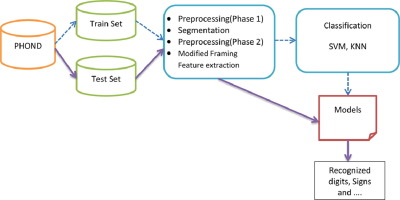 PHOND
Train Set
Test Set
• Preprocessing(Phase 1)
• Segmentation
• Preprocessing(Phase 2)
• Modified Framing
Feature extraction
Classification
SVM, KNN
Models
Recognized
digits, Signs
and ....